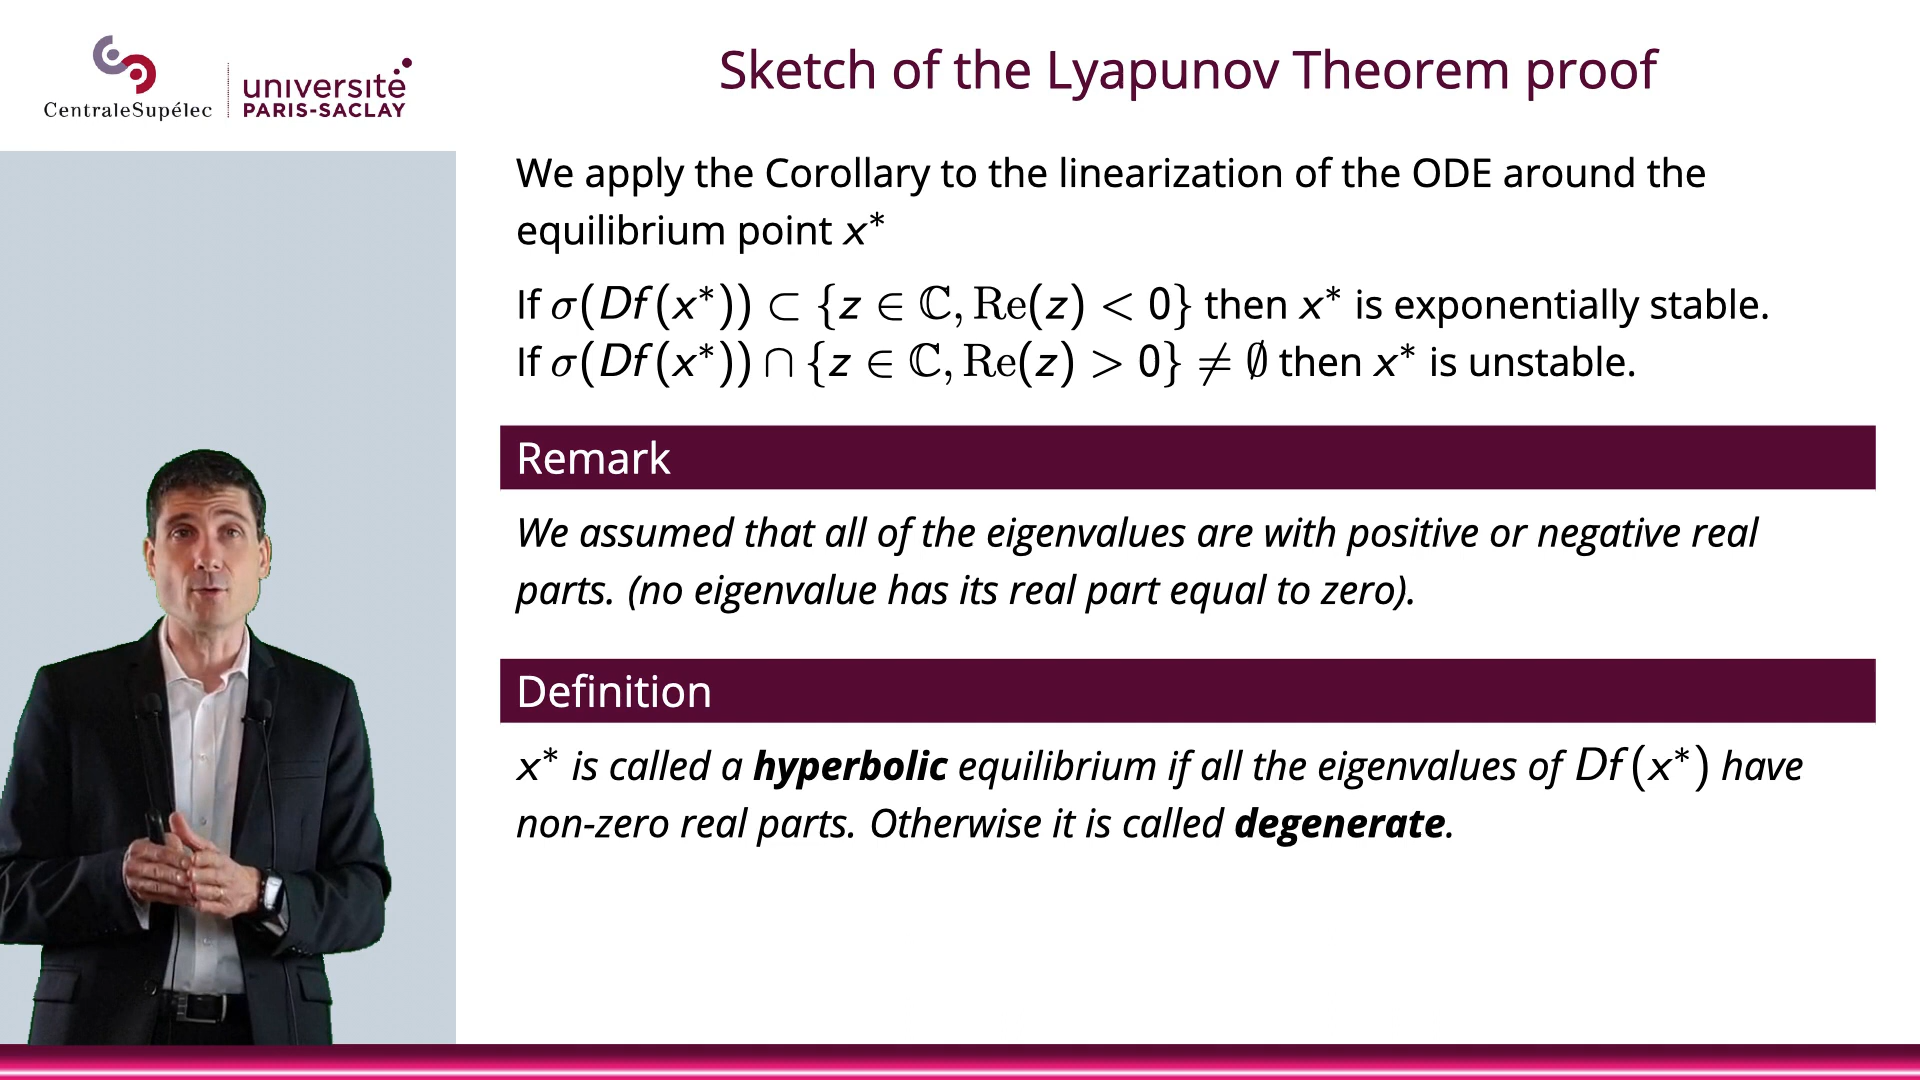 CentraleSupélec
université
PARIS-SACLAY
Sketch of the Lyapunov Theorem proof
We apply the Corollary to the linearization of the ODE around the
equilibrium point x*
If σ(Df(x*)) ⊂ {z ∈ ℂ, Re(z) < 0} then x* is exponentially stable.
If σ(Df(x*)) ∩ {z ∈ ℂ, Re(z) > 0} ≠ ∅ then x* is unstable.
Remark
We assumed that all of the eigenvalues are with positive or negative real
parts. (no eigenvalue has its real part equal to zero).
Definition
x* is called a hyperbolic equilibrium if all the eigenvalues of Df(x*) have
non-zero real parts. Otherwise it is called degenerate.